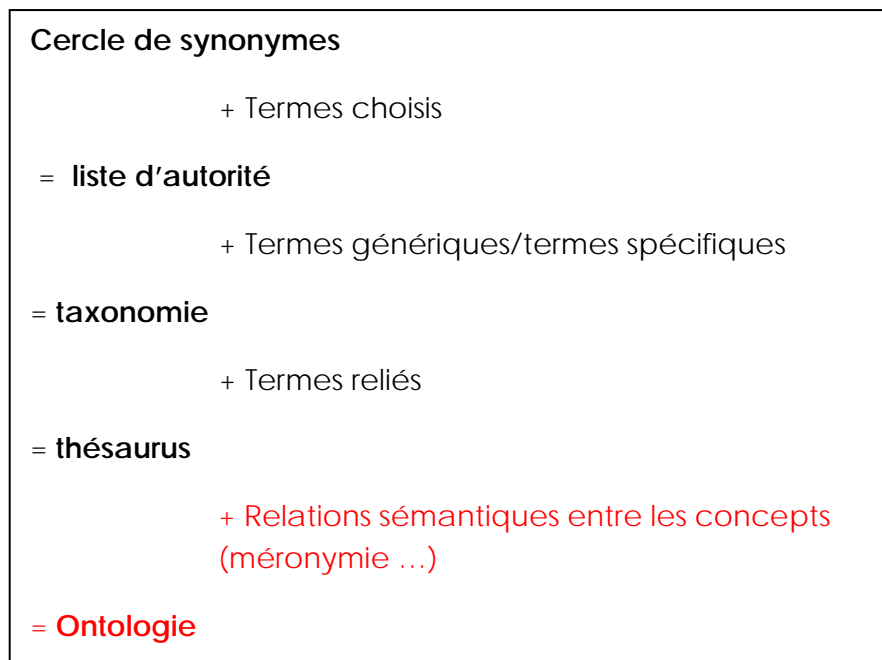 Cercle de synonymes
+ Termes choisis
= liste d’autorité
+ Termes génériques/termes spécifiques
= taxonomie
+ Termes reliés
= thésaurus
+ Relations sémantiques entre les concepts
(méronymie …)
= Ontologie